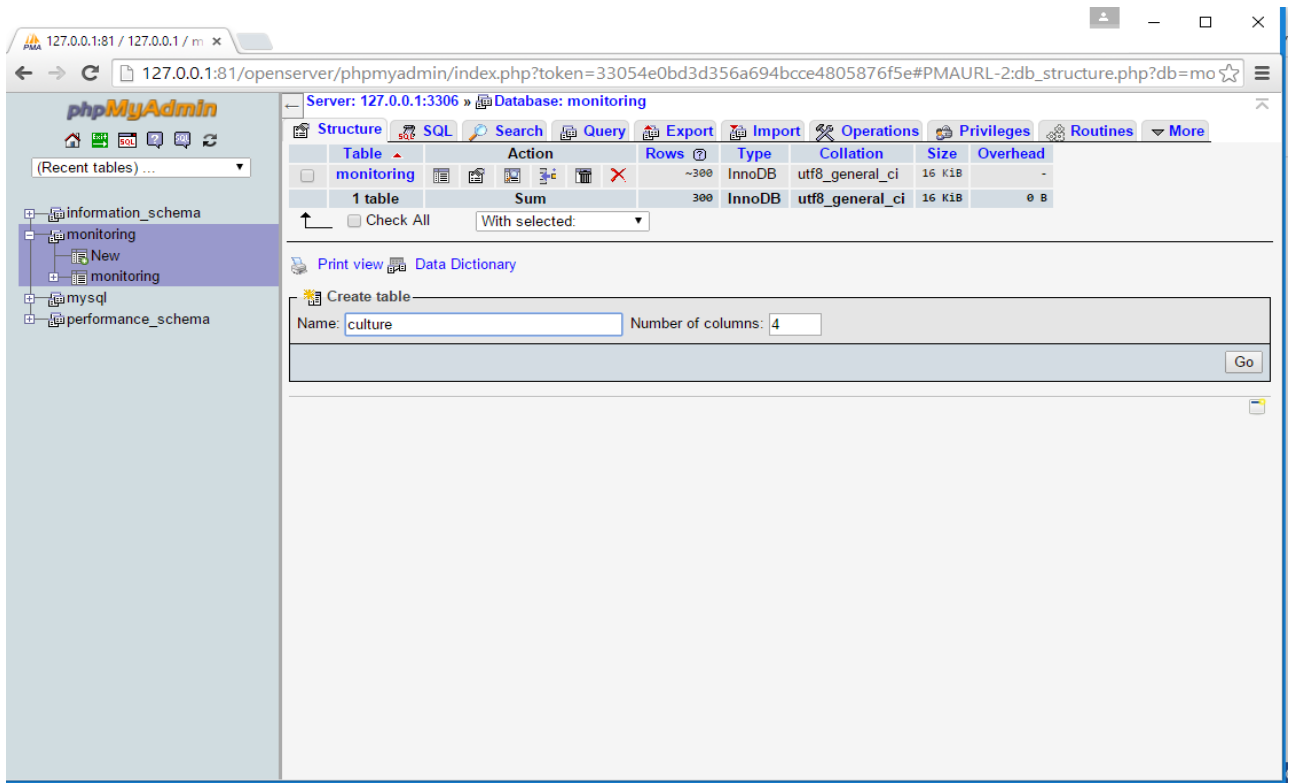 PMA 127.0.0.1:81 / 127.0.0.1 / m
127.0.0.1:81/openserver/phpmyadmin/index.php?token=33054e0bd3d356a694bcce4805876f5e#PMAURL-2:db_structure.php?db=mo
phpMyAdmin
(Recent tables) ...
information_schema
monitoring
New
monitoring
mysql
performance_schema
Server: 127.0.0.1:3306 » Database: monitoring
Structure SQL Search Query Export Import Operations Privileges Routines More
Table Action Rows Type Collation Size Overhead
monitoring ~300 InnoDB utf8_general_ci 16 KiB -
1 table Sum 300 InnoDB utf8_general_ci 16 KiB 0 B
Check All With selected:
Print view Data Dictionary
Create table
Name: culture Number of columns: 4
Go